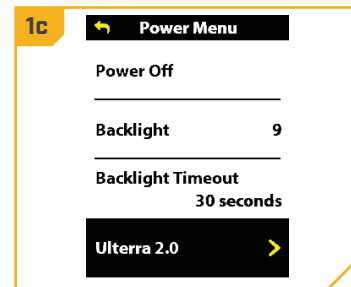 1c
Power Menu
Power Off
Backlight 9
Backlight Timeout
30 seconds
Ulterra 2.0